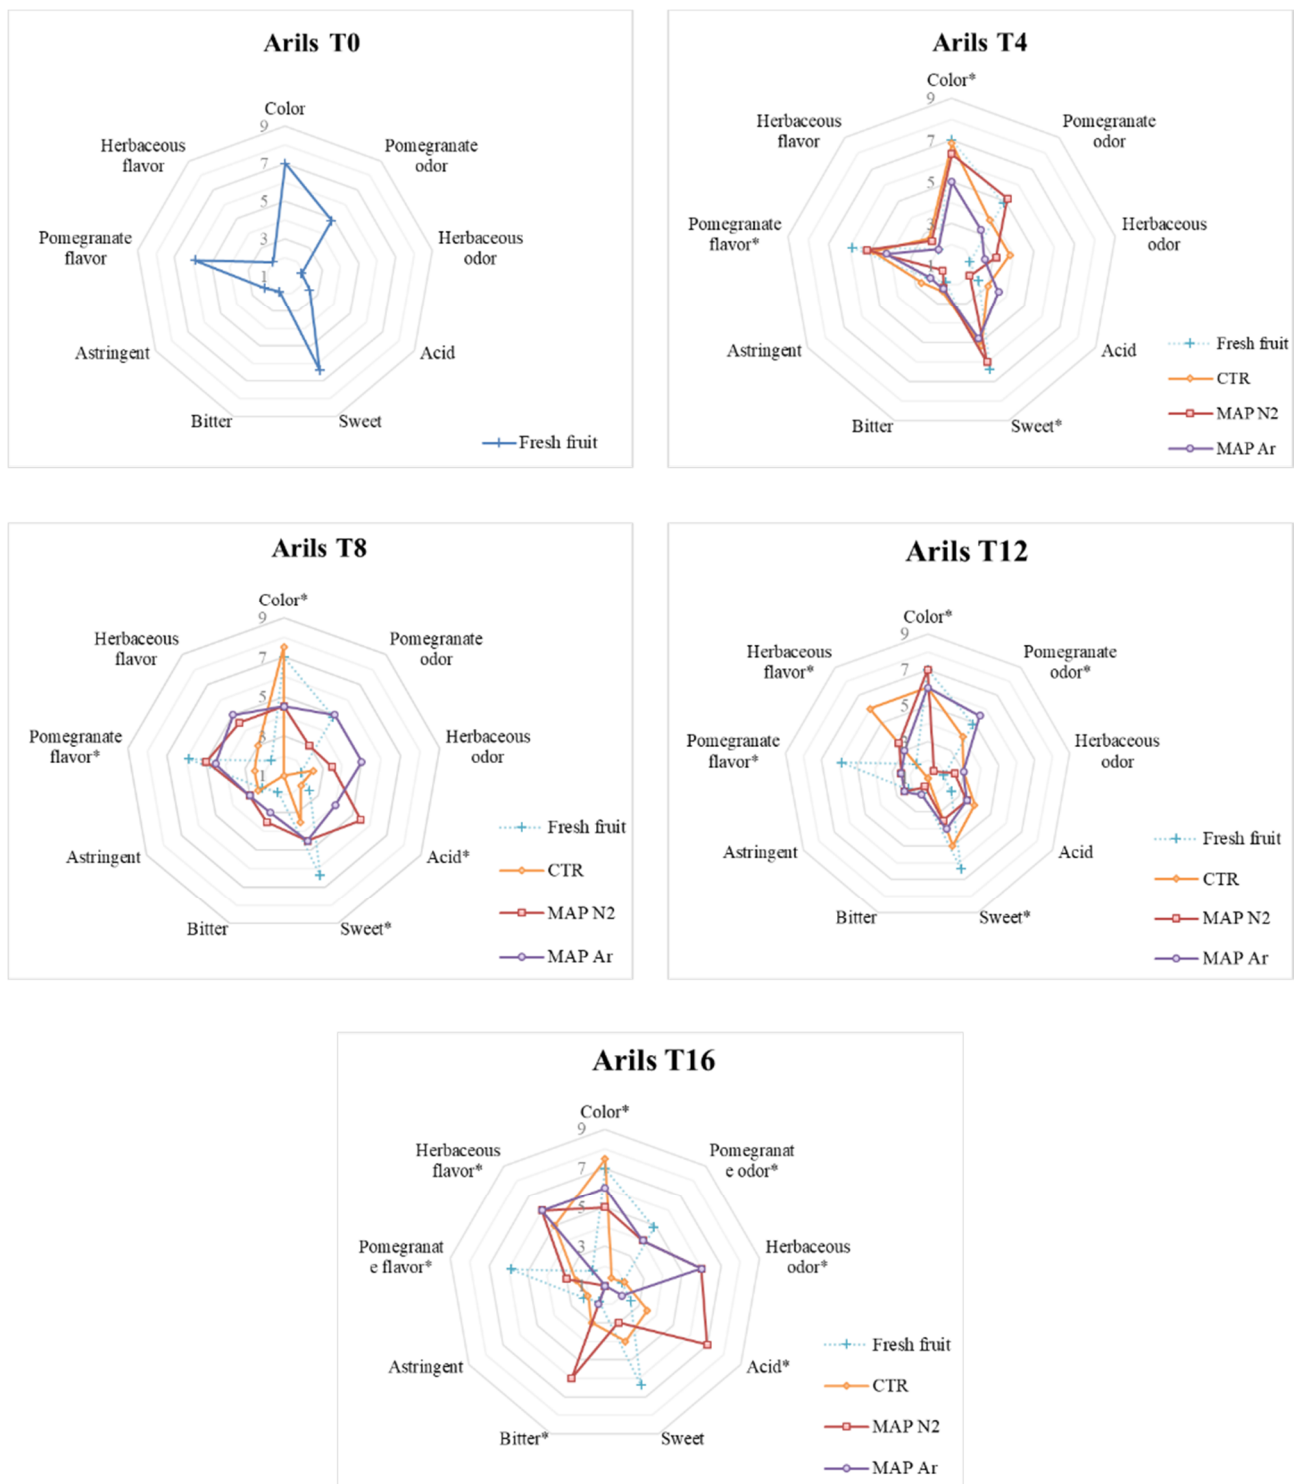 Arils T0
Color
9
Herbaceous
flavor
Pomegranate
odor
7
5
Pomegranate
flavor
Herbaceous
odor
3
1
Astringent
Acid
Bitter
Sweet
Fresh fruit
Arils T4
Color*
9
Herbaceous
flavor
Pomegranate
odor
7
5
Pomegranate
flavor*
Herbaceous
odor
3
1
Astringent
Acid
Bitter
Sweet*
Fresh fruit
CTR
MAP N2
MAP Ar
Arils T8
Color*
9
Herbaceous
flavor
Pomegranate
odor
7
5
Pomegranate
flavor*
Herbaceous
odor
3
1
Astringent
Acid*
Bitter
Sweet*
Fresh fruit
CTR
MAP N2
MAP Ar
Arils T12
Color*
9
Herbaceous
flavor*
Pomegranate
odor*
7
5
Pomegranate
flavor*
Herbaceous
odor
Astringent
Acid
Bitter
Sweet*
Fresh fruit
CTR
MAP N2
MAP Ar
Arils T16
Color*
9
Herbaceous
flavor*
Pomegranat
e odor*
7
5
Pomegranat
e flavor*
Herbaceous
odor*
3
Astringent
Acid*
Bitter*
Sweet
Fresh fruit
CTR
MAP N2
MAP Ar